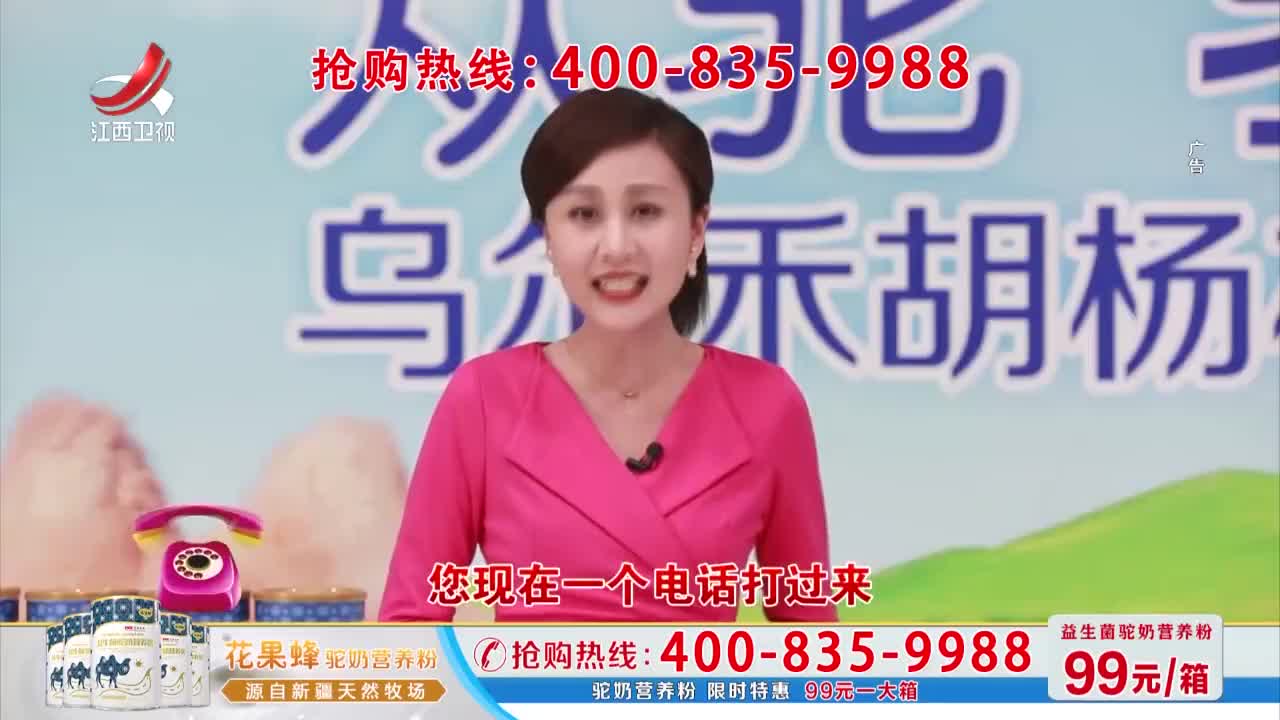 抢购热线:400-835-9988
江西卫视
广告
从驼
乌尔禾胡杨
您现在一个电话打过来
花果蜂 驼奶营养粉
源自新疆天然牧场
抢购热线:400-835-9988
驼奶营养粉 限时特惠 99元一大箱
益生菌驼奶营养粉
99元/箱